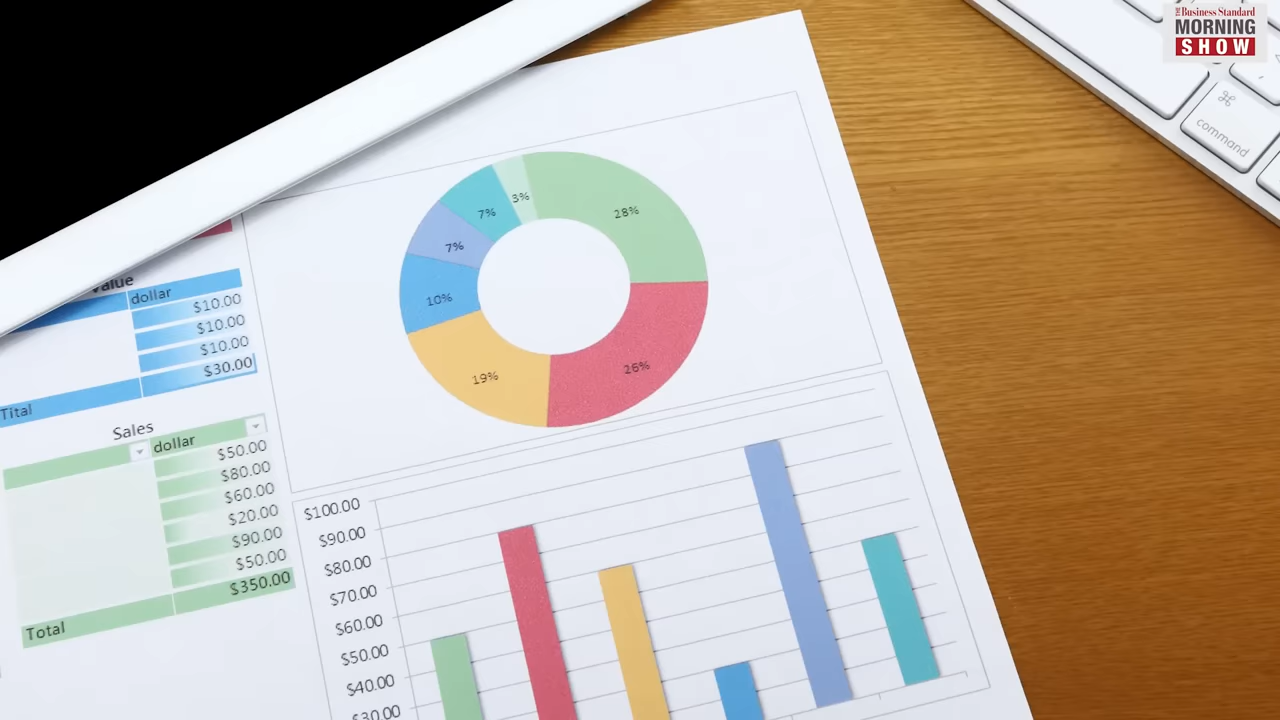 THE Business Standard
MORNING
SHOW
command
28%
26%
19%
10%
7%
7%
3%
dollar
$10.00
$10.00
$10.00
Tital $30.00
Sales
dollar
$50.00
$80.00
$60.00
$20.00
$90.00
$50.00
Total $350.00
$100.00
$90.00
$80.00
$70.00
$60.00
$50.00
$40.00
$30.00